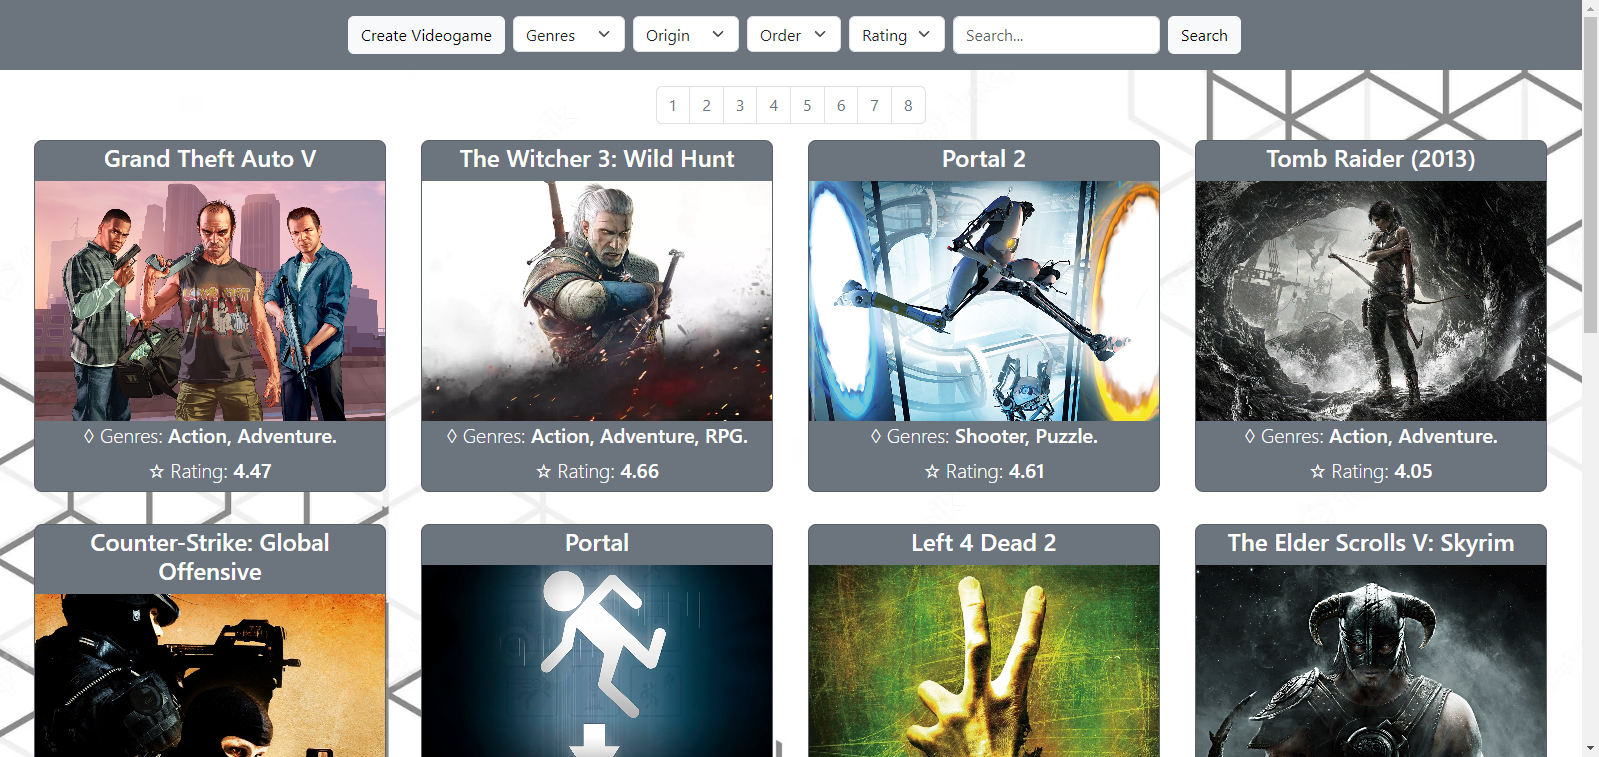 Create Videogame Genres Origin Order Rating Search... Search
1 2 3 4 5 6 7 8
Grand Theft Auto V
◊ Genres: Action, Adventure.
☆ Rating: 4.47
The Witcher 3: Wild Hunt
◊ Genres: Action, Adventure, RPG.
☆ Rating: 4.66
Portal 2
◊ Genres: Shooter, Puzzle.
☆ Rating: 4.61
Tomb Raider (2013)
◊ Genres: Action, Adventure.
☆ Rating: 4.05
Counter-Strike: Global
Offensive
Portal
Left 4 Dead 2
The Elder Scrolls V: Skyrim